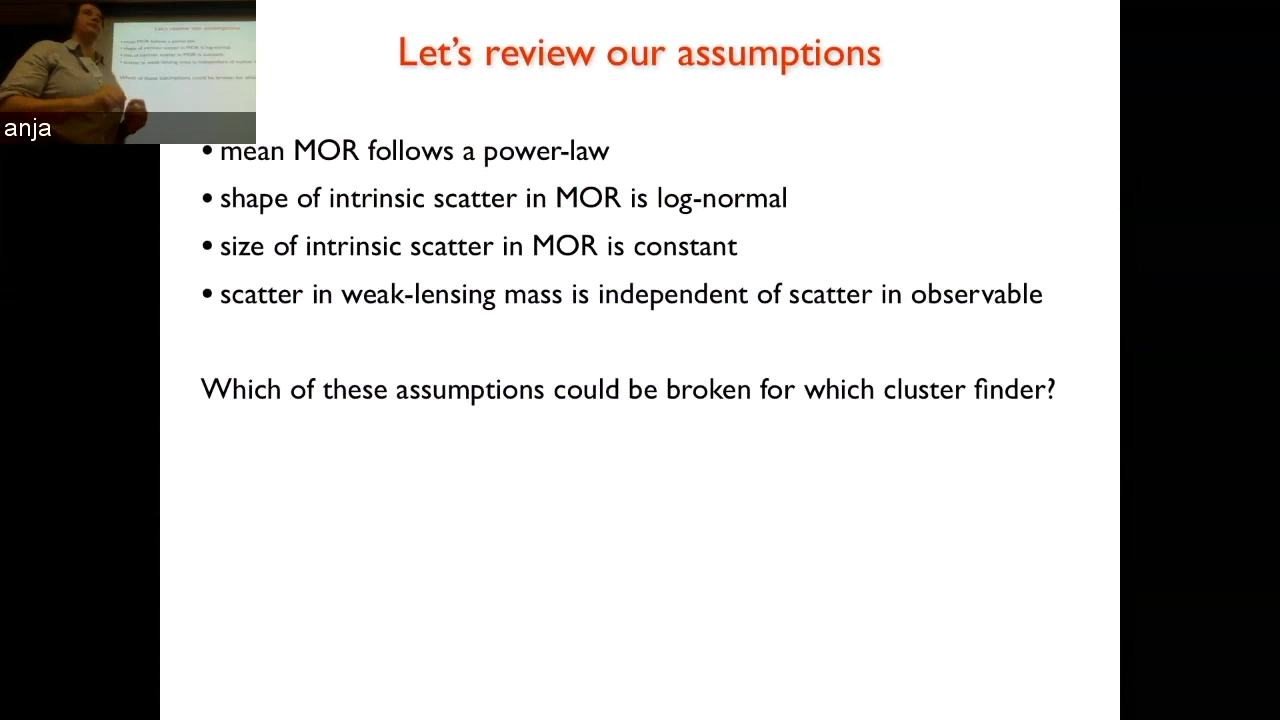 Let's review our assumptions
anja
• mean MOR follows a power-law
• shape of intrinsic scatter in MOR is log-normal
• size of intrinsic scatter in MOR is constant
• scatter in weak-lensing mass is independent of scatter in observable
Which of these assumptions could be broken for which cluster finder?